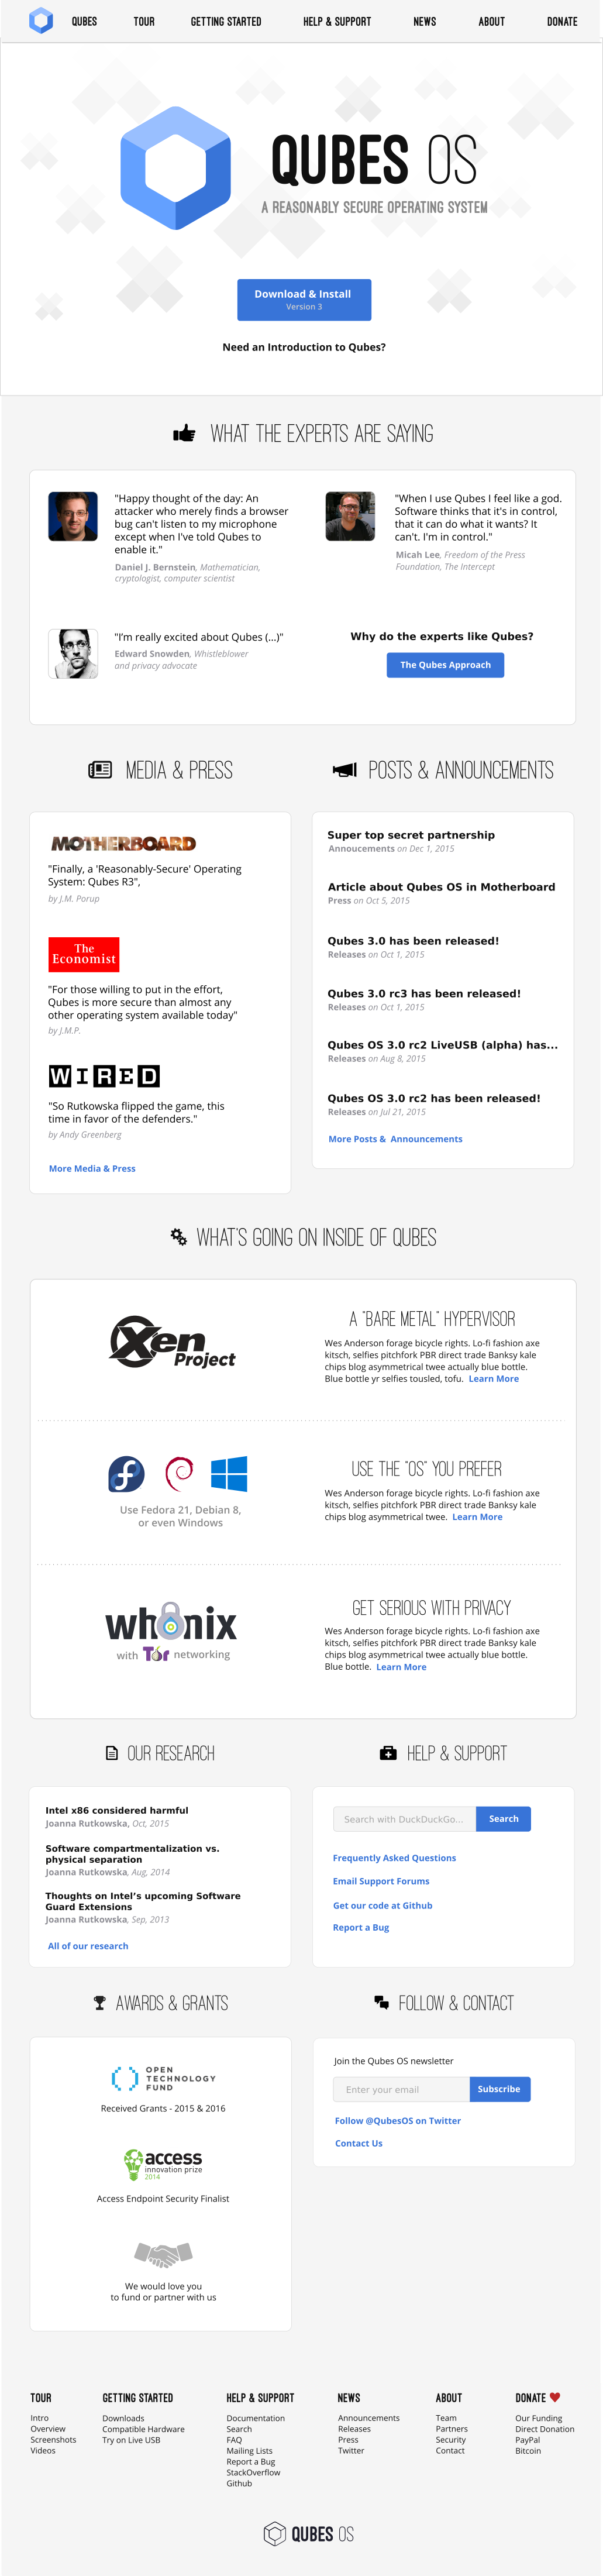 QUBES TOUR GETTING STARTED HELP & SUPPORT NEWS ABOUT DONATE
QUBES OS
A REASONABLY SECURE OPERATING SYSTEM
Download & Install
Version 3
Need an Introduction to Qubes?
WHAT THE EXPERTS ARE SAYING
"Happy thought of the day: An
attacker who merely finds a browser
bug can't listen to my microphone
except when I've told Qubes to
enable it."
Daniel J. Bernstein, Mathematician,
cryptologist, computer scientist
"When I use Qubes I feel like a god.
Software thinks that it's in control,
that it can do what it wants? It
can't. I'm in control."
Micah Lee, Freedom of the Press
Foundation, The Intercept
"I'm really excited about Qubes (...)"
Edward Snowden, Whistleblower
and privacy advocate
Why do the experts like Qubes?
The Qubes Approach
MEDIA & PRESS
MOTHERBOARD
"Finally, a 'Reasonably-Secure' Operating
System: Qubes R3",
by J.M. Porup
The
Economist
"For those willing to put in the effort,
Qubes is more secure than almost any
other operating system available today"
by J.M.P.
WIRED
"So Rutkowska flipped the game, this
time in favor of the defenders."
by Andy Greenberg
More Media & Press
POSTS & ANNOUNCEMENTS
Super top secret partnership
Annoucements on Dec 1, 2015
Article about Qubes OS in Motherboard
Press on Oct 5, 2015
Qubes 3.0 has been released!
Releases on Oct 1, 2015
Qubes 3.0 rc3 has been released!
Releases on Oct 1, 2015
Qubes OS 3.0 rc2 LiveUSB (alpha) has...
Releases on Aug 8, 2015
Qubes OS 3.0 rc2 has been released!
Releases on Jul 21, 2015
More Posts & Announcements
WHAT'S GOING ON INSIDE OF QUBES
Xen
Project
A "BARE METAL" HYPERVISOR
Wes Anderson forage bicycle rights. Lo-fi fashion axe
kitsch, selfies pitchfork PBR direct trade Banksy kale
chips blog asymmetrical twee actually blue bottle.
Blue bottle yr selfies tousled, tofu. Learn More
Use Fedora 21, Debian 8,
or even Windows
USE THE "OS" YOU PREFER
Wes Anderson forage bicycle rights. Lo-fi fashion axe
kitsch, selfies pitchfork PBR direct trade Banksy kale
chips blog asymmetrical twee. Learn More
whonix
with Tor networking
GET SERIOUS WITH PRIVACY
Wes Anderson forage bicycle rights. Lo-fi fashion axe
kitsch, selfies pitchfork PBR direct trade Banksy kale
chips blog asymmetrical twee actually blue bottle.
Blue bottle. Learn More
OUR RESEARCH
Intel x86 considered harmful
Joanna Rutkowska, Oct, 2015
Software compartmentalization vs.
physical separation
Joanna Rutkowska, Aug, 2014
Thoughts on Intel's upcoming Software
Guard Extensions
Joanna Rutkowska, Sep, 2013
All of our research
HELP & SUPPORT
Search with DuckDuckGo... Search
Frequently Asked Questions
Email Support Forums
Get our code at Github
Report a Bug
AWARDS & GRANTS
OPEN
TECHNOLOGY
FUND
Received Grants - 2015 & 2016
access
innovation prize
2014
Access Endpoint Security Finalist
We would love you
to fund or partner with us
FOLLOW & CONTACT
Join the Qubes OS newsletter
Enter your email Subscribe
Follow @QubesOS on Twitter
Contact Us
TOUR
Intro
Overview
Screenshots
Videos
GETTING STARTED
Downloads
Compatible Hardware
Try on Live USB
HELP & SUPPORT
Documentation
Search
FAQ
Mailing Lists
Report a Bug
StackOverflow
Github
NEWS
Announcements
Releases
Press
Twitter
ABOUT
Team
Partners
Security
Contact
DONATE
Our Funding
Direct Donation
PayPal
Bitcoin
QUBES OS